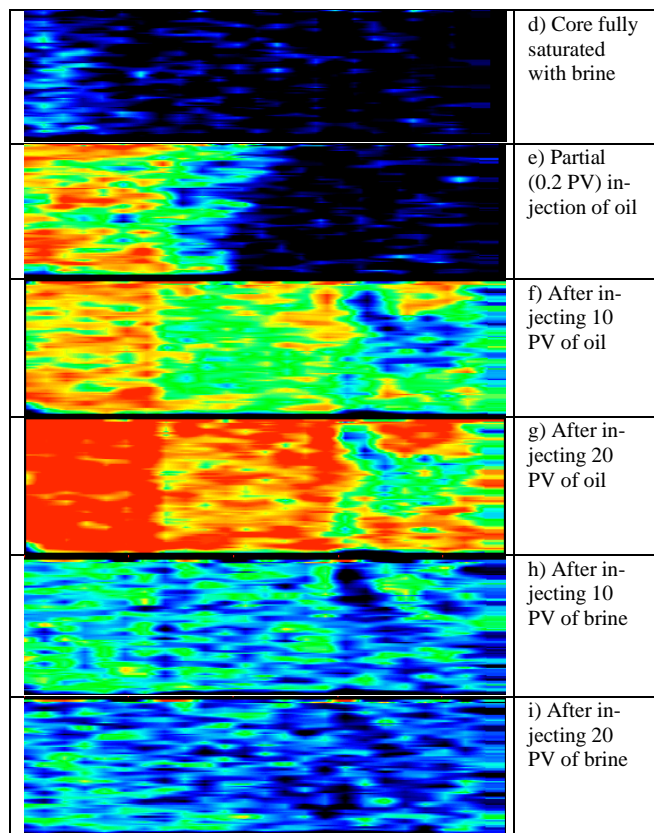 d) Core fully
saturated
with brine
e) Partial
(0.2 PV) in-
jection of oil
f) After in-
jecting 10
PV of oil
g) After in-
jecting 20
PV of oil
h) After in-
jecting 10
PV of brine
i) After in-
jecting 20
PV of brine